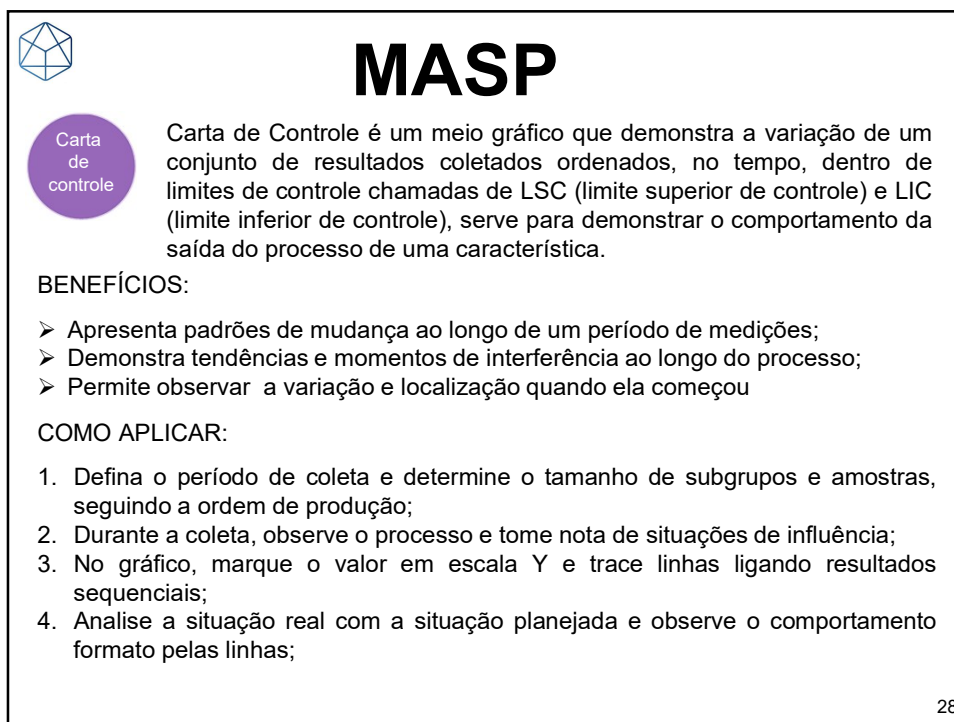 MASP
Carta
de
controle
Carta de Controle é um meio gráfico que demonstra a variação de um
conjunto de resultados coletados ordenados, no tempo, dentro de
limites de controle chamadas de LSC (limite superior de controle) e LIC
(limite inferior de controle), serve para demonstrar o comportamento da
saída do processo de uma característica.
BENEFÍCIOS:
➢ Apresenta padrões de mudança ao longo de um período de medições;
➢ Demonstra tendências e momentos de interferência ao longo do processo;
➢ Permite observar  a variação e localização quando ela começou
COMO APLICAR:
1. Defina o período de coleta e determine o tamanho de subgrupos e amostras,
seguindo a ordem de produção;
2. Durante a coleta, observe o processo e tome nota de situações de influência;
3. No gráfico, marque o valor em escala Y e trace linhas ligando resultados
sequenciais;
4. Analise a situação real com a situação planejada e observe o comportamento
formato pelas linhas;
28